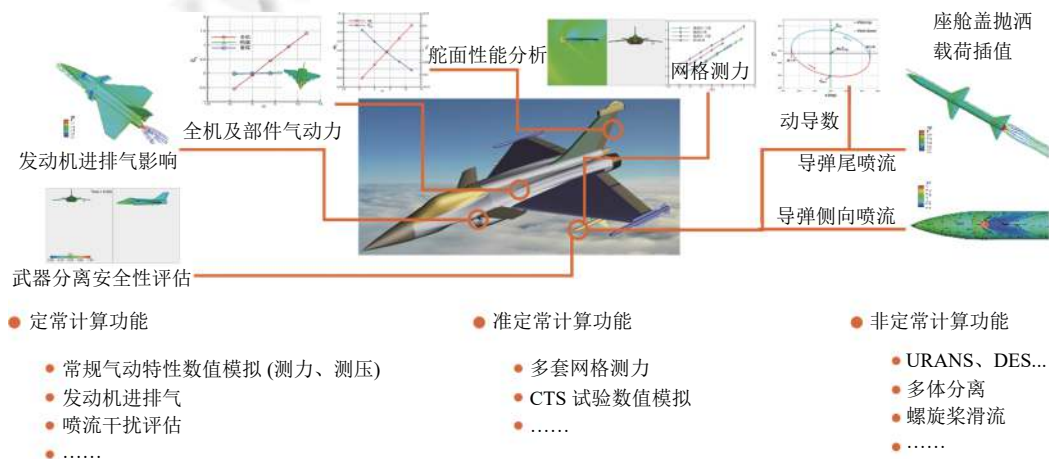 座舱盖抛洒
载荷插值
舵面性能分析
网格测力
全机及部件气动力
动导数
发动机进排气影响
导弹尾喷流
导弹侧向喷流
武器分离安全性评估
定常计算功能
常规气动特性数值模拟 (测力、测压)
发动机进排气
喷流干扰评估
……
准定常计算功能
多套网格测力
CTS 试验数值模拟
……
非定常计算功能
URANS、DES...
多体分离
螺旋桨滑流
……